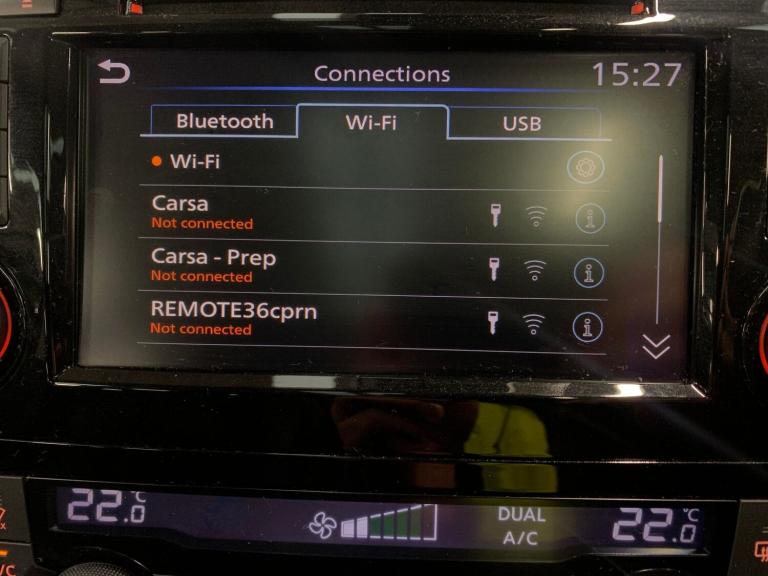 Connections 15:27
Bluetooth Wi-Fi USB
Wi-Fi
Carsa
Not connected
Carsa - Prep
Not connected
REMOTE36cprn
Not connected
22.0 °C DUAL 22.0 °C
A/C